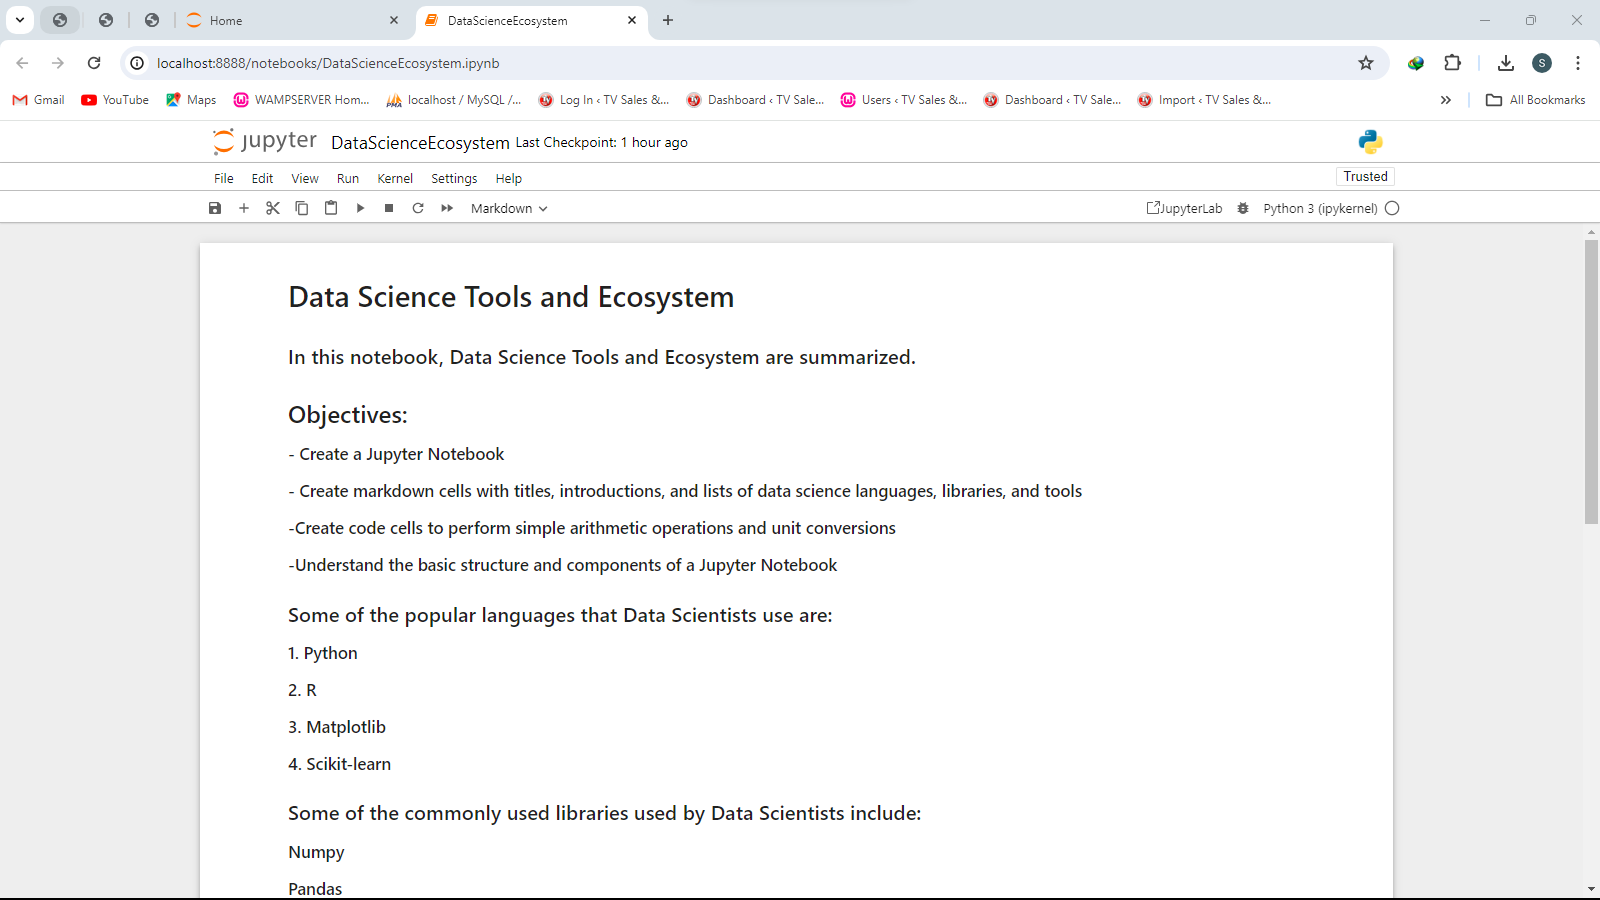 Home
DataScienceEcosystem
localhost:8888/notebooks/DataScienceEcosystem.ipynb
S
Gmail YouTube Maps WAMPSERVER Hom... localhost / MySQL /... Log In ‹ TV Sales &... Dashboard ‹ TV Sale... Users ‹ TV Sales &... Dashboard ‹ TV Sale... Import ‹ TV Sales &... All Bookmarks
jupyter DataScienceEcosystem Last Checkpoint: 1 hour ago
File Edit View Run Kernel Settings Help Trusted
Markdown JupyterLab Python 3 (ipykernel)
Data Science Tools and Ecosystem
In this notebook, Data Science Tools and Ecosystem are summarized.
Objectives:
- Create a Jupyter Notebook
- Create markdown cells with titles, introductions, and lists of data science languages, libraries, and tools
-Create code cells to perform simple arithmetic operations and unit conversions
-Understand the basic structure and components of a Jupyter Notebook
Some of the popular languages that Data Scientists use are:
1. Python
2. R
3. Matplotlib
4. Scikit-learn
Some of the commonly used libraries used by Data Scientists include:
Numpy
Pandas